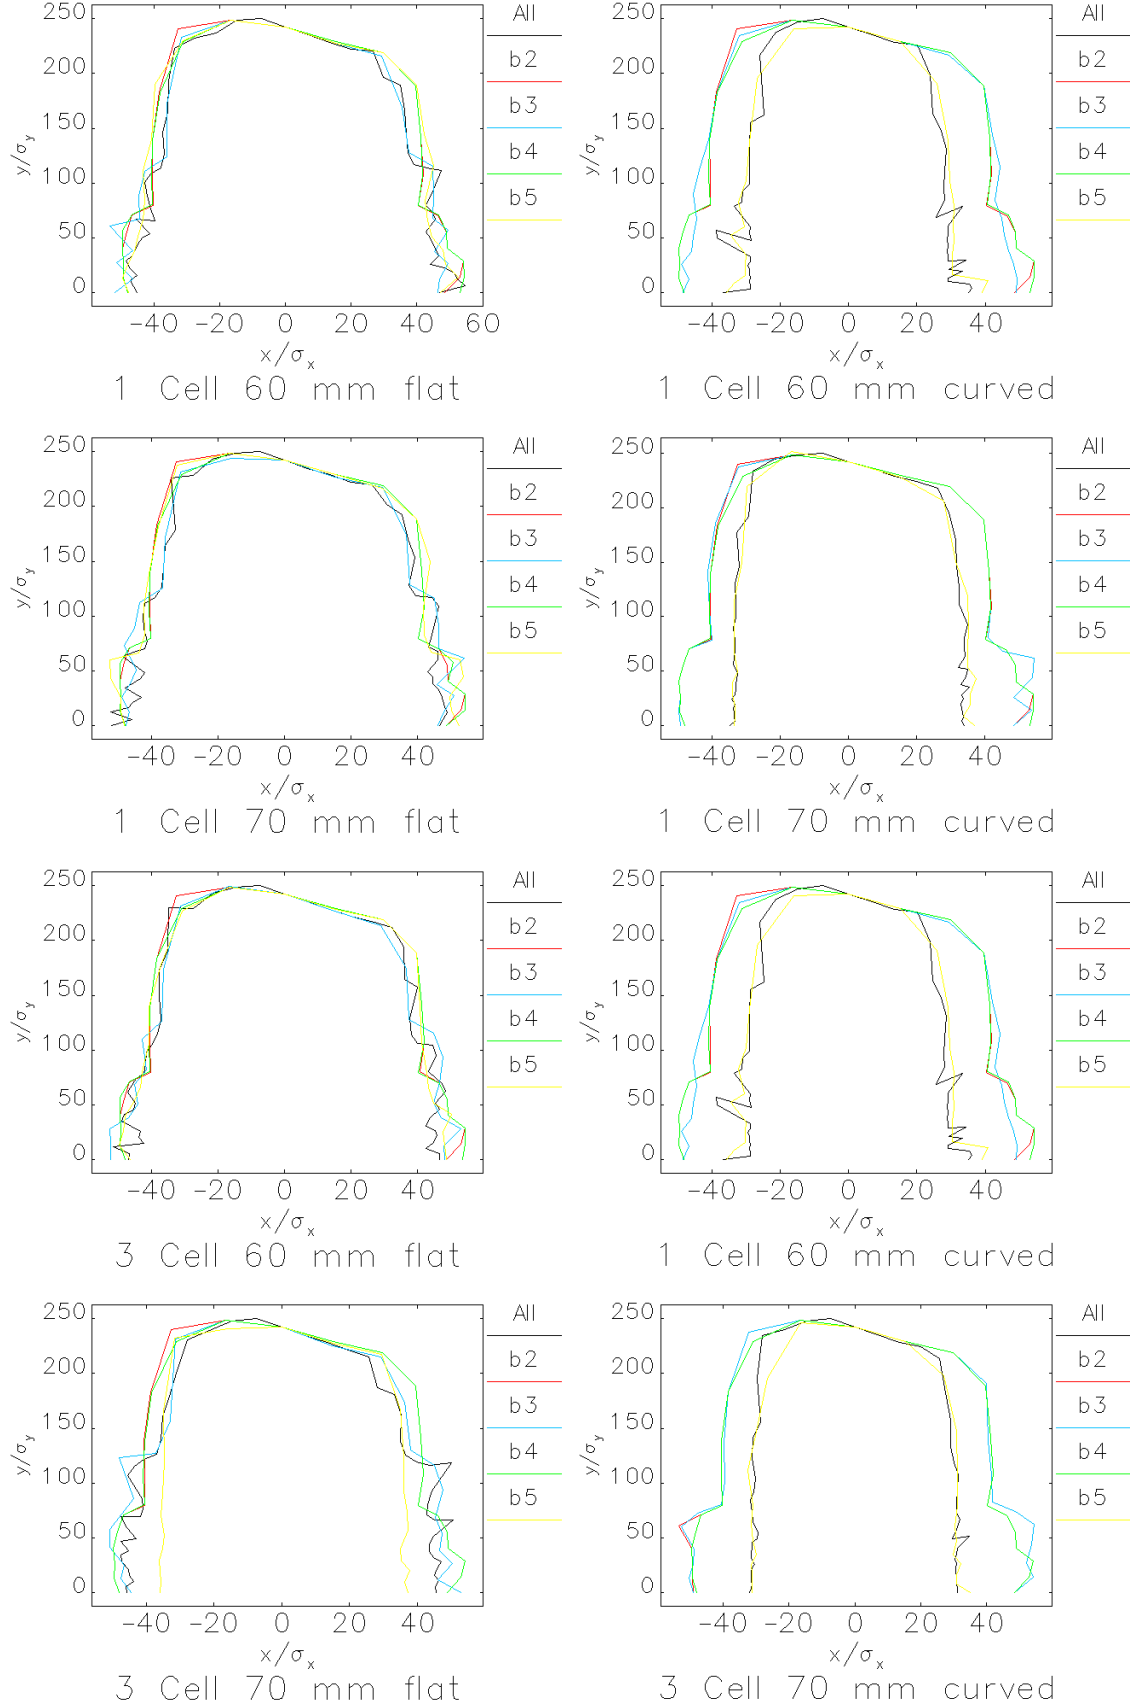 250 200 150 100 50 0
y/σy
-40 -20 0 20 40 60
x/σx
1 Cell 60 mm flat
All
b2
b3
b4
b5
250 200 150 100 50 0
y/σy
-40 -20 0 20 40
x/σx
1 Cell 60 mm curved
All
b2
b3
b4
b5
250 200 150 100 50 0
y/σy
-40 -20 0 20 40
x/σx
1 Cell 70 mm flat
All
b2
b3
b4
b5
250 200 150 100 50 0
y/σy
-40 -20 0 20 40
x/σx
1 Cell 70 mm curved
All
b2
b3
b4
b5
250 200 150 100 50 0
y/σy
-40 -20 0 20 40
x/σx
3 Cell 60 mm flat
All
b2
b3
b4
b5
250 200 150 100 50 0
y/σy
-40 -20 0 20 40
x/σx
1 Cell 60 mm curved
All
b2
b3
b4
b5
250 200 150 100 50 0
y/σy
-40 -20 0 20 40
x/σx
3 Cell 70 mm flat
All
b2
b3
b4
b5
250 200 150 100 50 0
y/σy
-40 -20 0 20 40
x/σx
3 Cell 70 mm curved
All
b2
b3
b4
b5